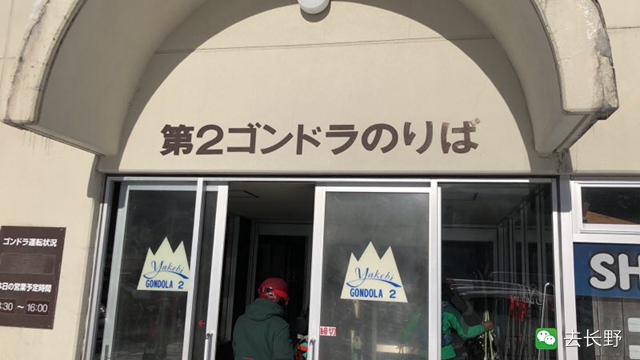 第2ゴンドラのりば
ゴンドラ運転状況
本日の営業予定時間
8:30 ~ 16:00
Yakebi
GONDOLA 2
Yakebi
GONDOLA 2
締切
SH
去长野